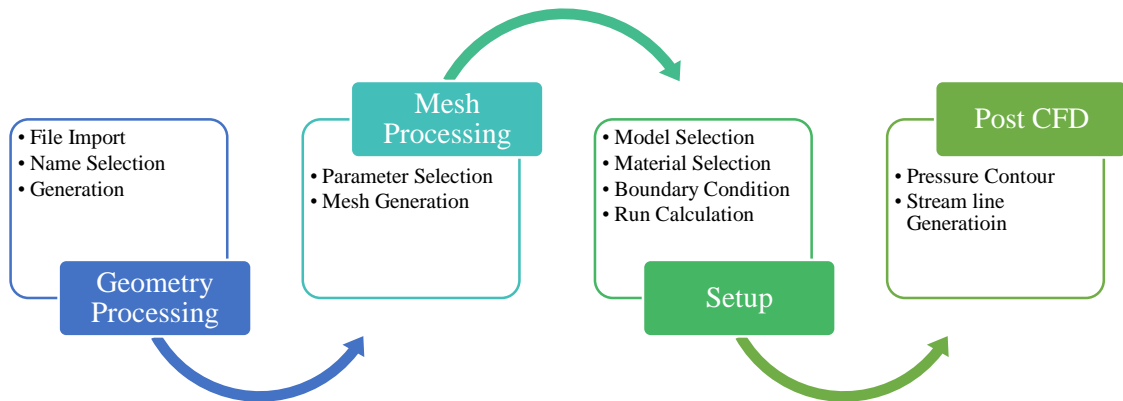 • File Import
• Name Selection
• Generation
Geometry
Processing
Mesh
Processing
• Parameter Selection
• Mesh Generation
• Model Selection
• Material Selection
• Boundary Condition
• Run Calculation
Setup
Post CFD
• Pressure Contour
• Stream line
Generatioin